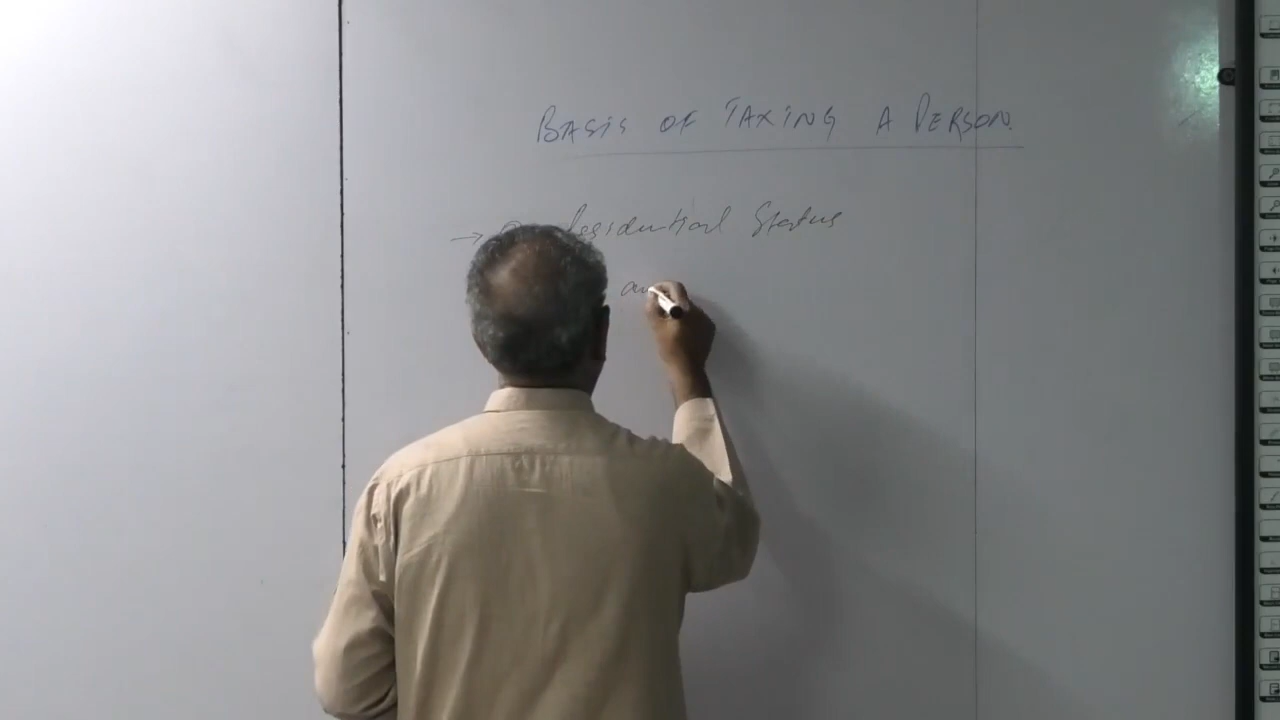 BASIS OF TAXING A PERSON.
→ Residential Status